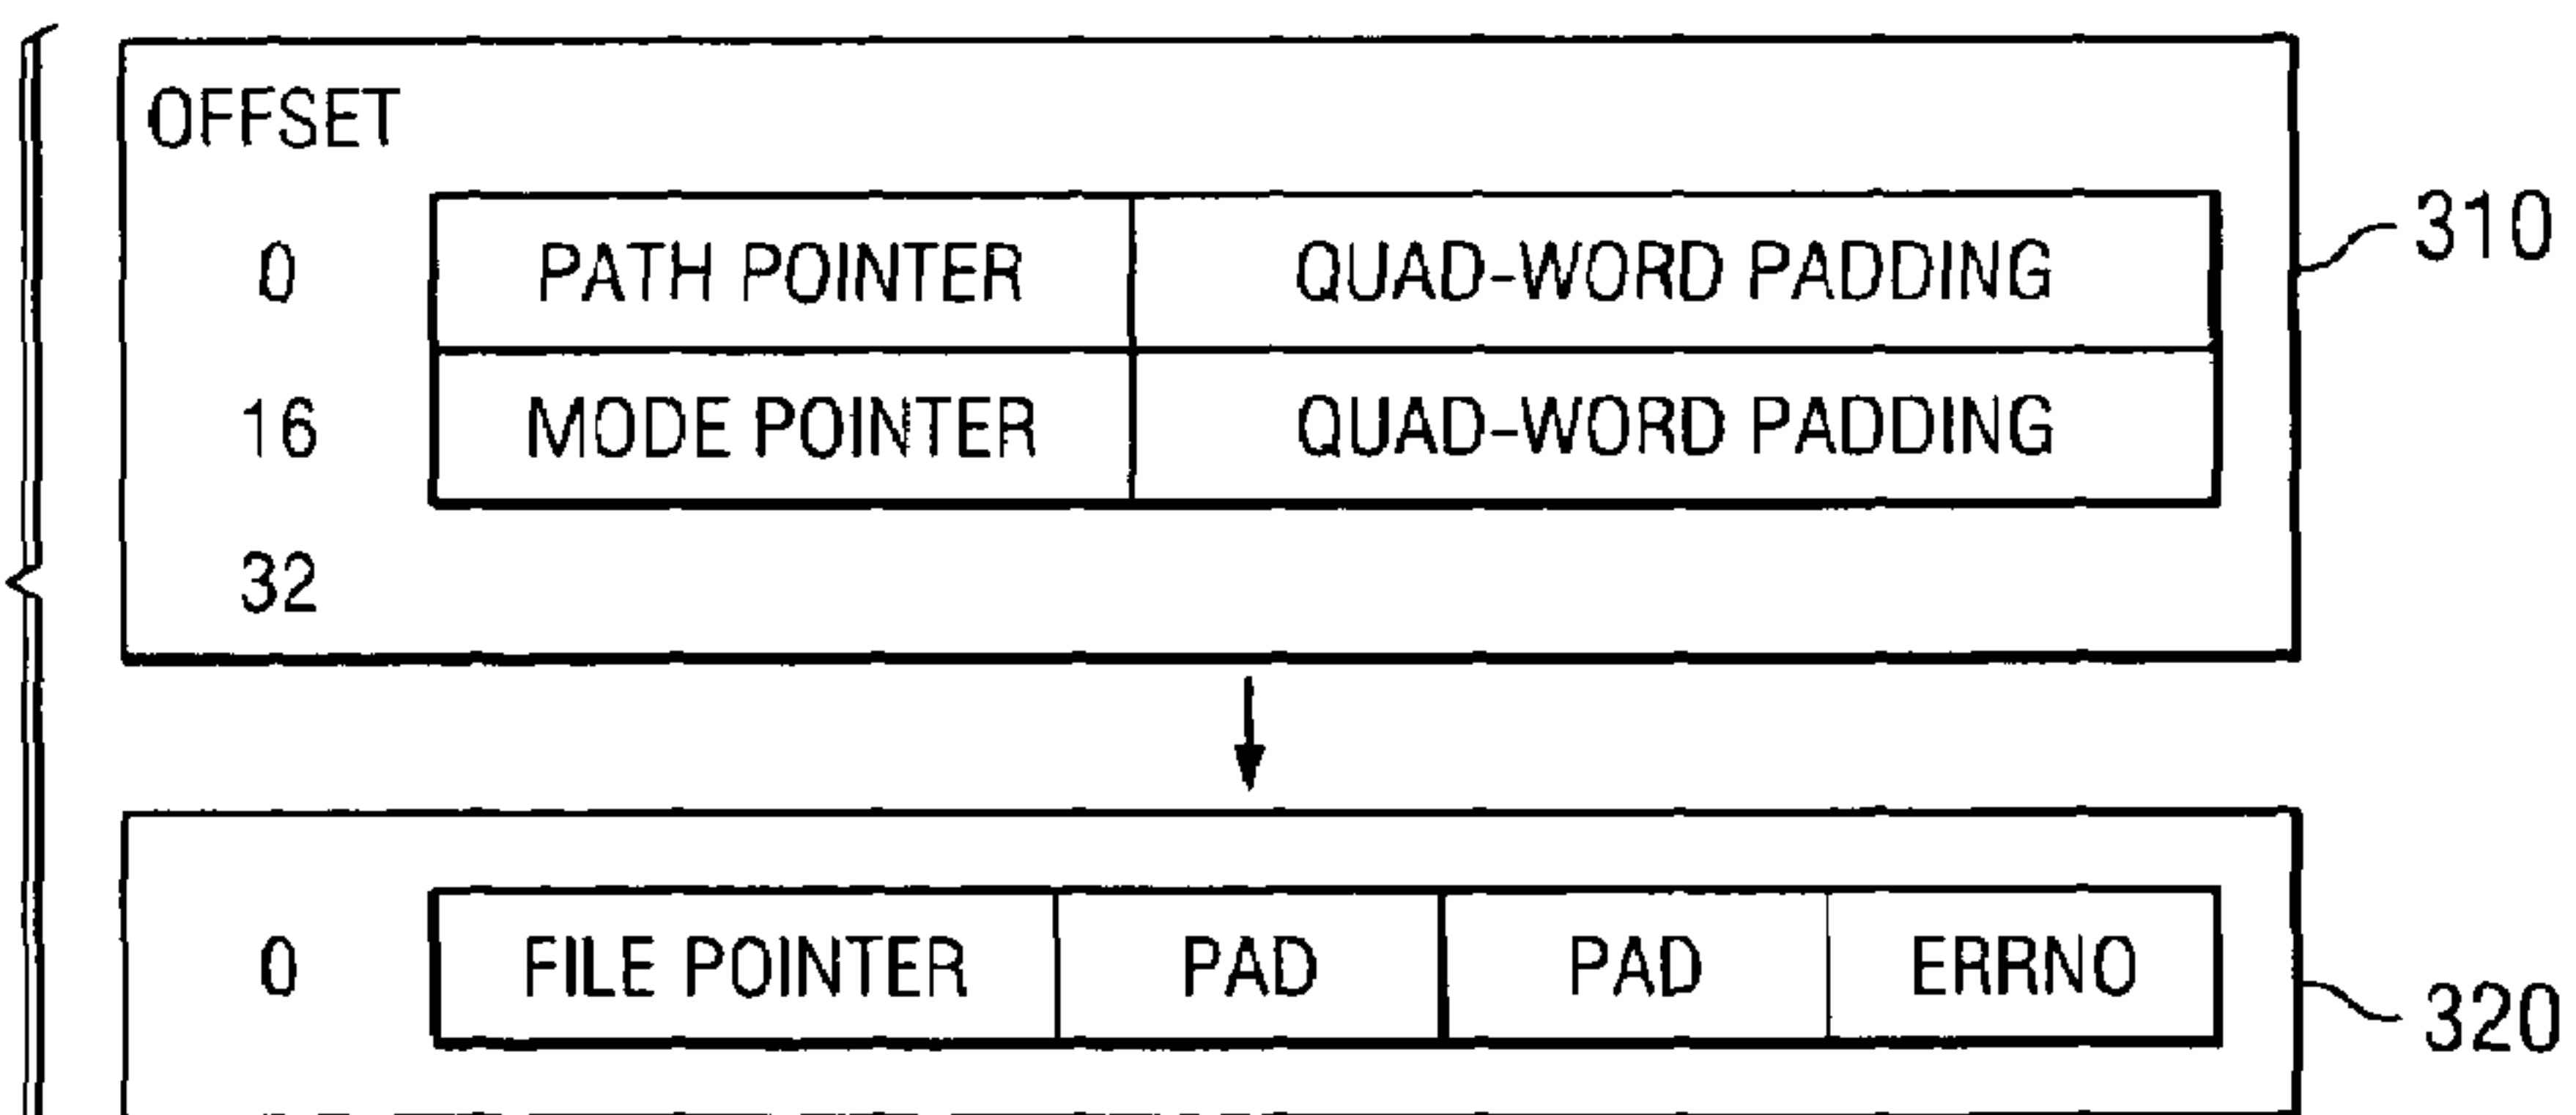 OFFSET
0 PATH POINTER QUAD-WORD PADDING
310
16 MODE POINTER QUAD-WORD PADDING
32
0 FILE POINTER PAD PAD ERRNO
320